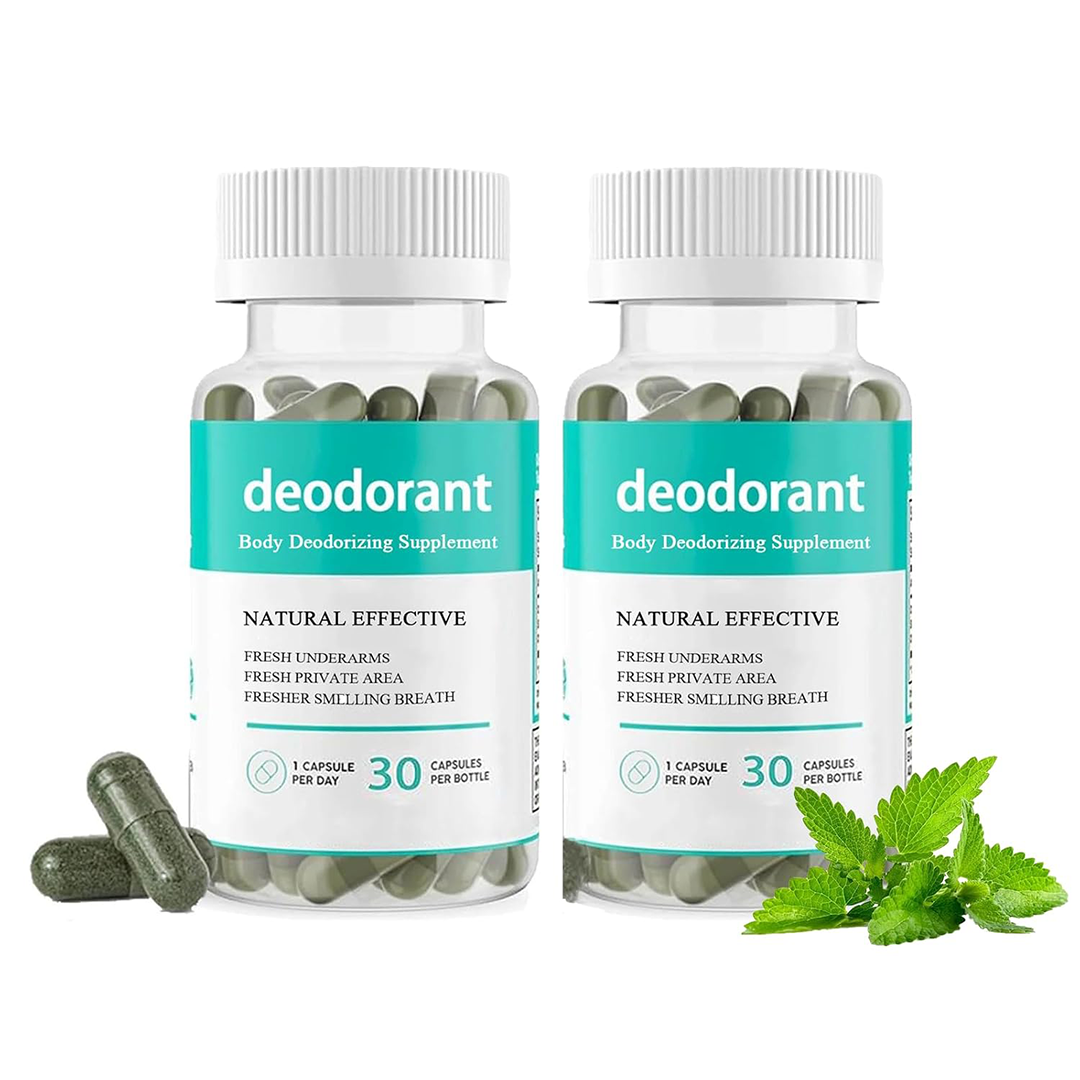 deodorant
Body Deodorizing Supplement
NATURAL EFFECTIVE
FRESH UNDERARMS
FRESH PRIVATE AREA
FRESHER SMELLING BREATH
1 CAPSULE
PER DAY
30
CAPSULES
PER BOTTLE
deodorant
Body Deodorizing Supplement
NATURAL EFFECTIVE
FRESH UNDERARMS
FRESH PRIVATE AREA
FRESHER SMELLING BREATH
1 CAPSULE
PER DAY
30
CAPSULES
PER BOTTLE